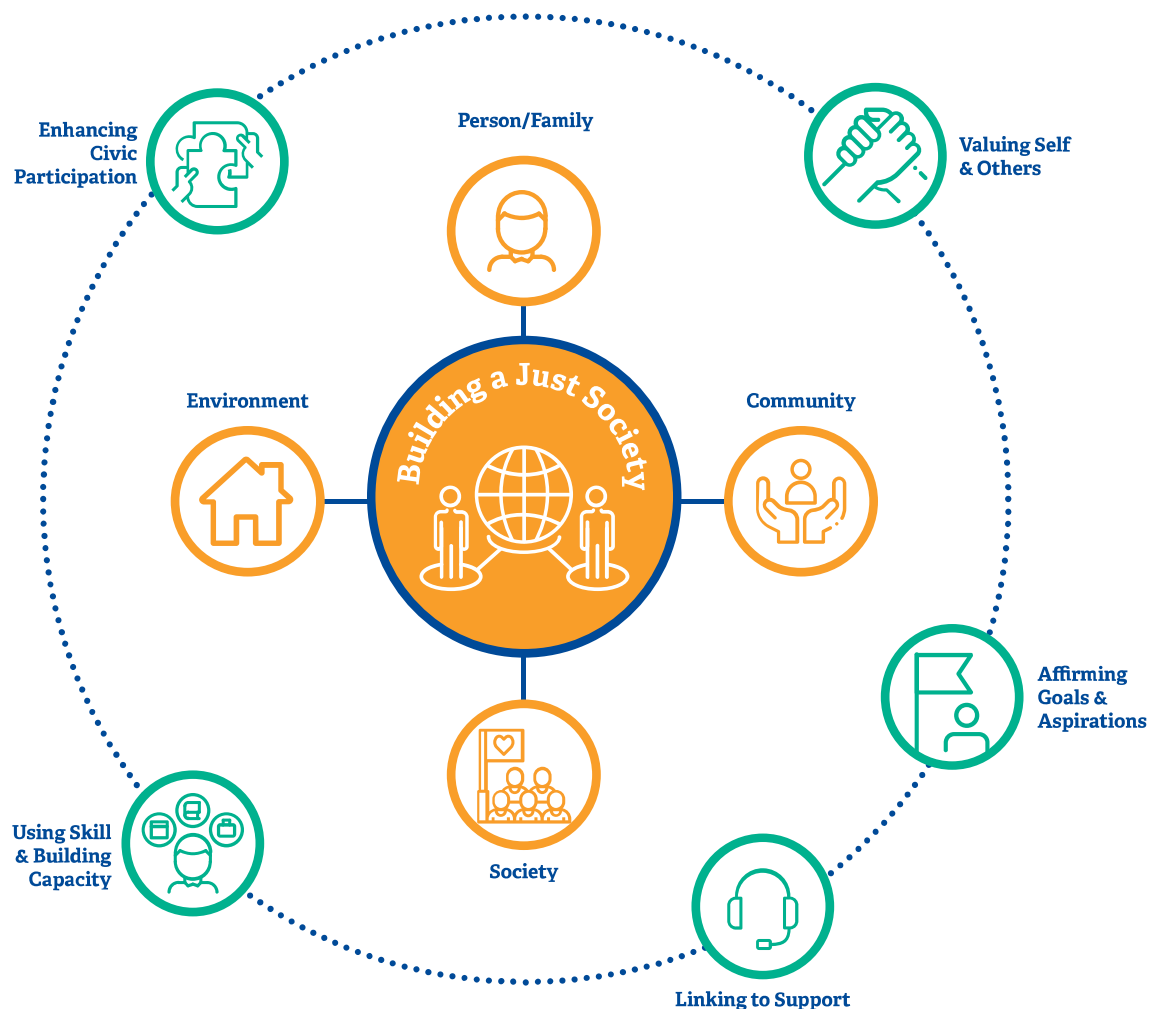 Person/Family
Enhancing
Civic
Participation
Valuing Self
& Others
Building a Just Society
Environment
Community
Affirming
Goals &
Aspirations
Using Skill
& Building
Capacity
Society
Linking to Support